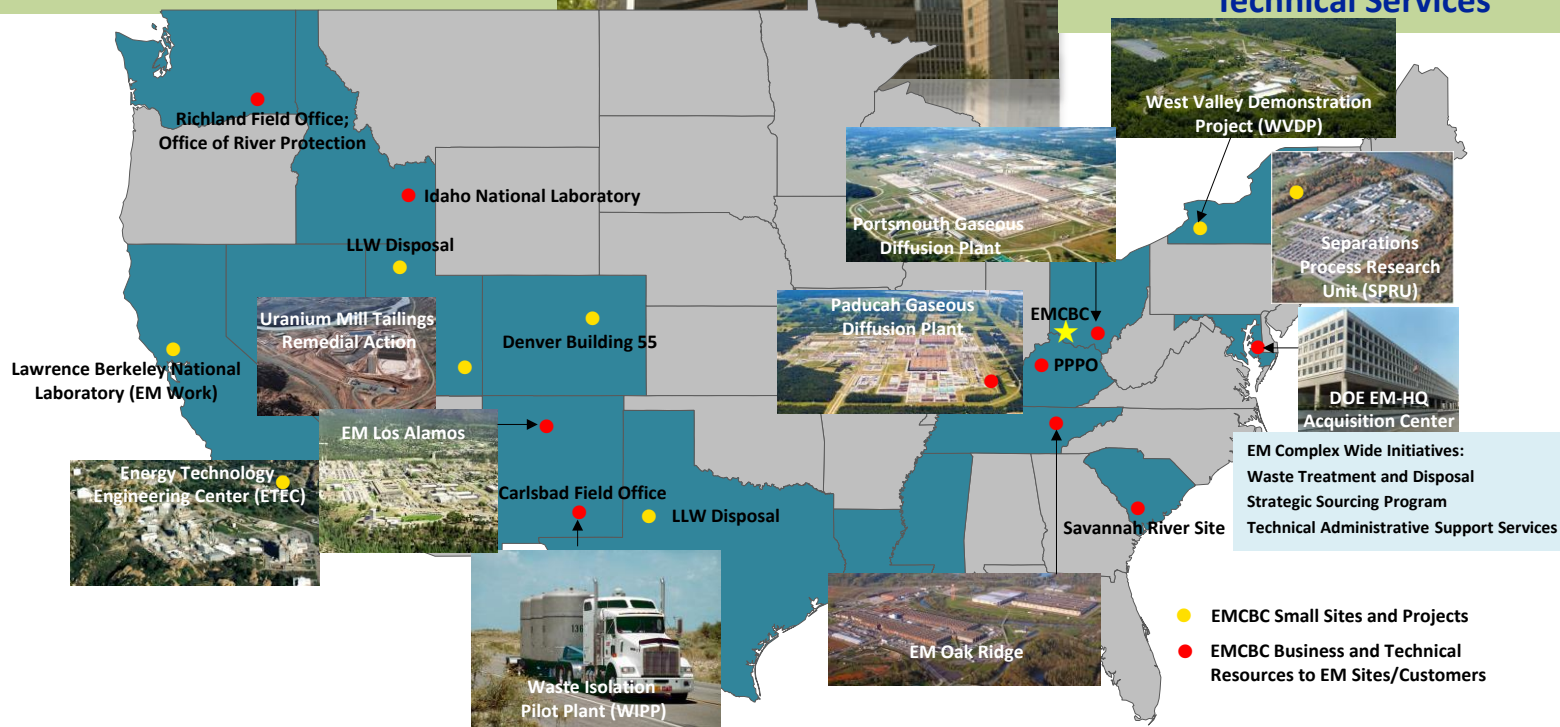 Technical Services
West Valley Demonstration
Project (WVDP)
Richland Field Office;
Office of River Protection
Idaho National Laboratory
LLW Disposal
Portsmouth Gaseous
Diffusion Plant
Separations
Process Research
Unit (SPRU)
Uranium Mill Tailings
Remedial Action
Denver Building 55
Paducah Gaseous
Diffusion Plant
EMCBC
PPPO
Lawrence Berkeley National
Laboratory (EM Work)
DOE EM-HQ
Acquisition Center
EM Los Alamos
EM Complex Wide Initiatives:
Waste Treatment and Disposal
Strategic Sourcing Program
Technical Administrative Support Services
Energy Technology
Engineering Center (ETEC)
Carlsbad Field Office
LLW Disposal
Savannah River Site
136
EM Oak Ridge
Waste Isolation
Pilot Plant (WIPP)
EMCBC Small Sites and Projects
EMCBC Business and Technical
Resources to EM Sites/Customers